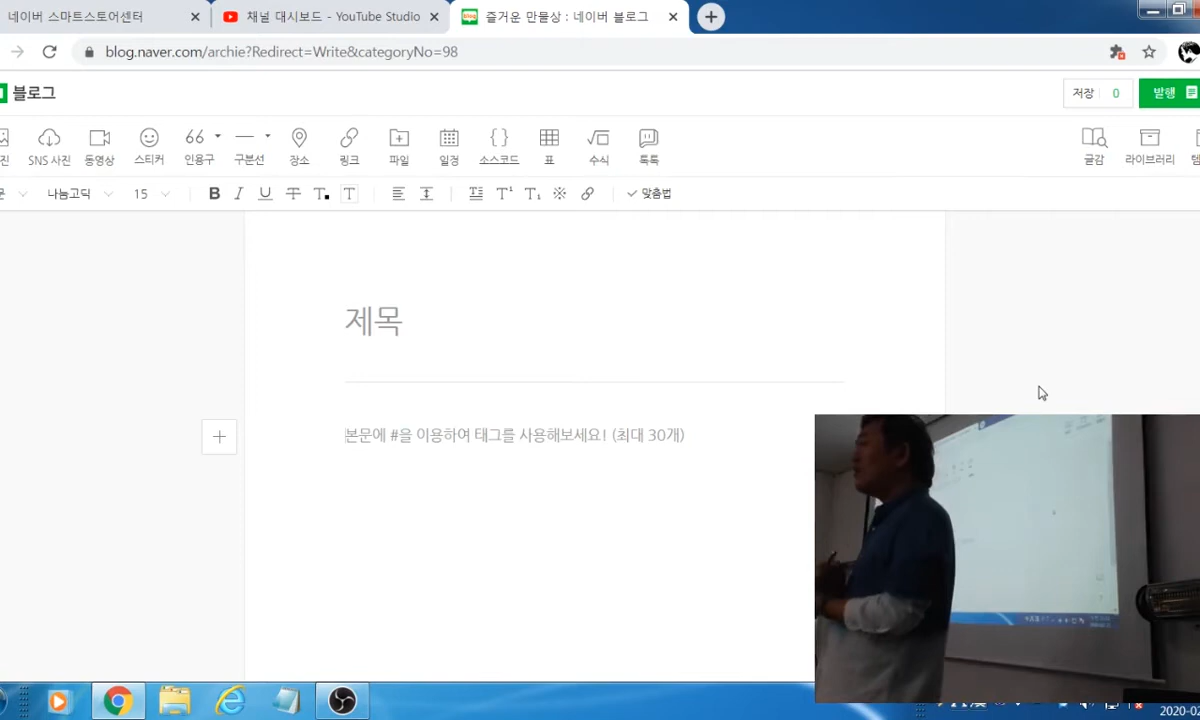 네이버 스마트스토어센터
채널 대시보드 - YouTube Studio
즐거운 만물상 : 네이버 블로그
blog.naver.com/archie?Redirect=Write&categoryNo=98
블로그
저장 0
발행
SNS 사진 동영상 스티커 인용구 구분선 장소 링크 파일 일정 소스코드 표 수식 톡톡 글감 라이브러리
나눔고딕 15 맞춤법
제목
본문에 #을 이용하여 태그를 사용해보세요! (최대 30개)